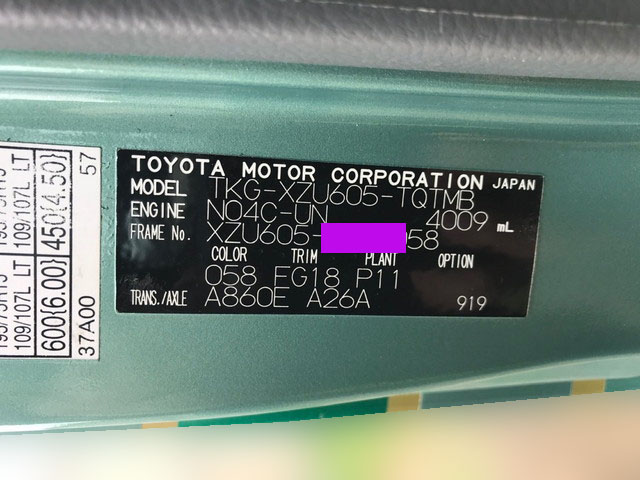 TOYOTA MOTOR CORPORATION JAPAN
MODEL TKG-XZU605-TQTMB
ENGINE N04C-UN 4009 mL
FRAME No. XZU605- 058
COLOR TRIM PLANT OPTION
058 FG18 P11
TRANS./AXLE A860E A26A 919
109/107L LT
450{4.50}
57
109/107L LT
600{6.00}
37A00